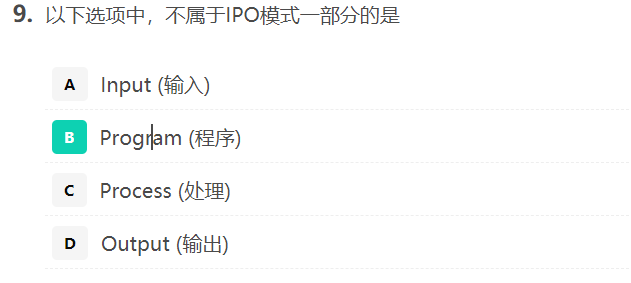 9. 以下选项中，不属于IPO模式一部分的是
A Input (输入)
B Program (程序)
C Process (处理)
D Output (输出)